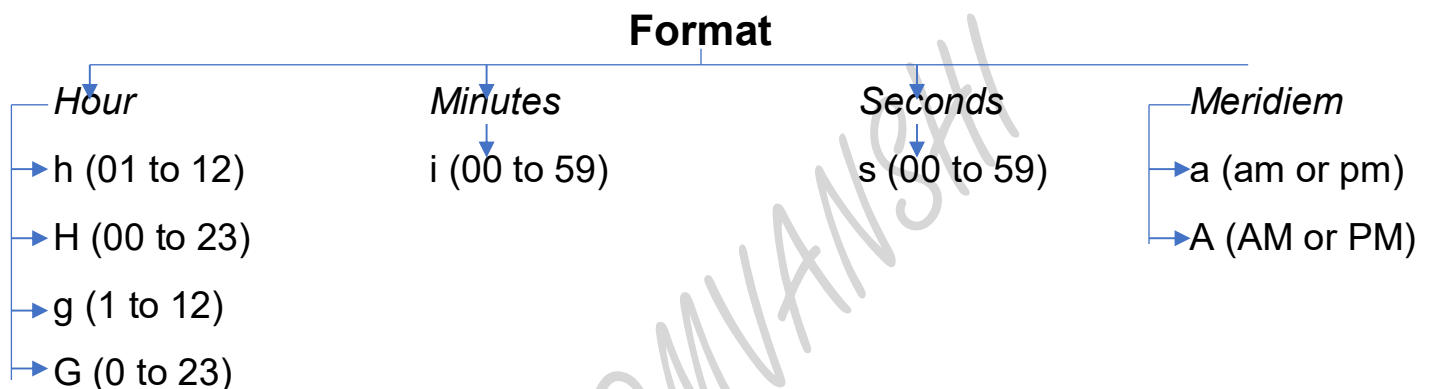 Format
Hour Minutes Seconds Meridiem
h (01 to 12) i (00 to 59) s (00 to 59) a (am or pm)
H (00 to 23) A (AM or PM)
g (1 to 12)
G (0 to 23)
OMVANSHI